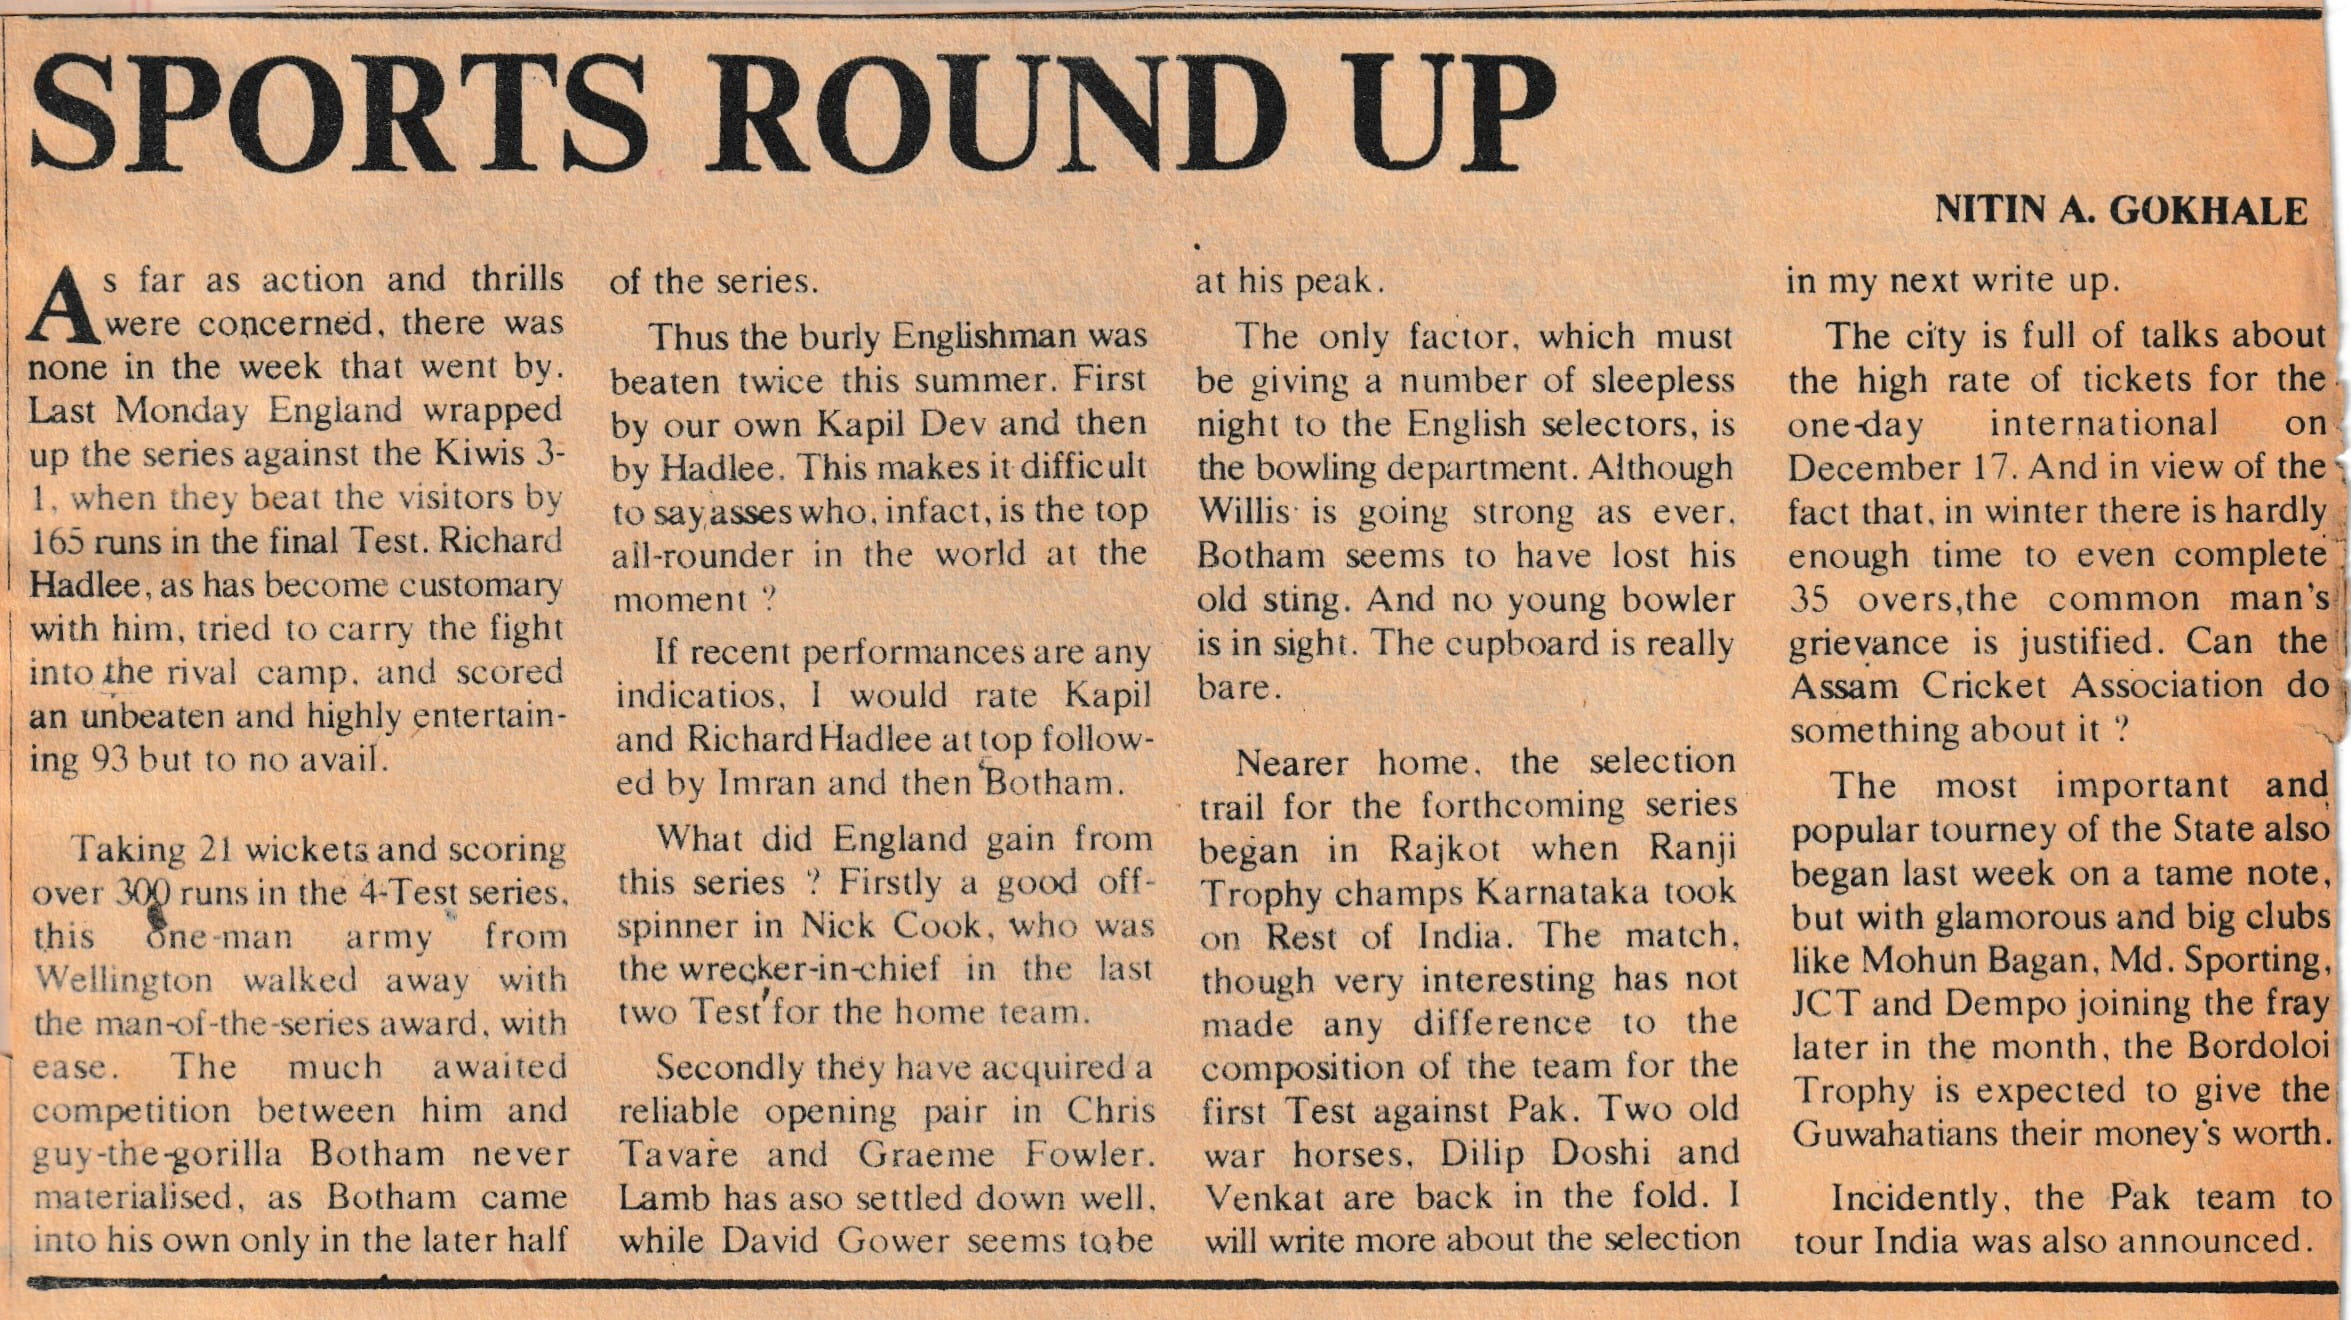 SPORTS ROUND UP
NITIN A. GOKHALE
As far as action and thrills
were concerned, there was
none in the week that went by.
Last Monday England wrapped
up the series against the Kiwis 3-
1, when they beat the visitors by
165 runs in the final Test. Richard
Hadlee, as has become customary
with him, tried to carry the fight
into the rival camp, and scored
an unbeaten and highly entertain-
ing 93 but to no avail.
Taking 21 wickets and scoring
over 300 runs in the 4-Test series,
this one-man army from
Wellington walked away with
the man-of-the-series award, with
ease. The much awaited
competition between him and
guy-the-gorilla Botham never
materialised, as Botham came
into his own only in the later half
of the series.
Thus the burly Englishman was
beaten twice this summer. First
by our own Kapil Dev and then
by Hadlee. This makes it difficult
to say,asses who, infact, is the top
all-rounder in the world at the
moment ?
If recent performances are any
indicatios, I would rate Kapil
and Richard Hadlee at top follow-
ed by Imran and then Botham.
What did England gain from
this series ? Firstly a good off-
spinner in Nick Cook, who was
the wrecker-in-chief in the last
two Test for the home team.
Secondly they have acquired a
reliable opening pair in Chris
Tavare and Graeme Fowler.
Lamb has aso settled down well,
while David Gower seems to be
at his peak.
The only factor, which must
be giving a number of sleepless
night to the English selectors, is
the bowling department. Although
Willis is going strong as ever,
Botham seems to have lost his
old sting. And no young bowler
is in sight. The cupboard is really
bare.
Nearer home, the selection
trail for the forthcoming series
began in Rajkot when Ranji
Trophy champs Karnataka took
on Rest of India. The match,
though very interesting has not
made any difference to the
composition of the team for the
first Test against Pak. Two old
war horses, Dilip Doshi and
Venkat are back in the fold. I
will write more about the selection
in my next write up.
The city is full of talks about
the high rate of tickets for the
one-day international on
December 17. And in view of the
fact that, in winter there is hardly
enough time to even complete
35 overs,the common man's
grievance is justified. Can the
Assam Cricket Association do
something about it ?
The most important and
popular tourney of the State also
began last week on a tame note,
but with glamorous and big clubs
like Mohun Bagan, Md. Sporting,
JCT and Dempo joining the fray
later in the month, the Bordoloi
Trophy is expected to give the
Guwahatians their money's worth.
Incidently, the Pak team to
tour India was also announced.